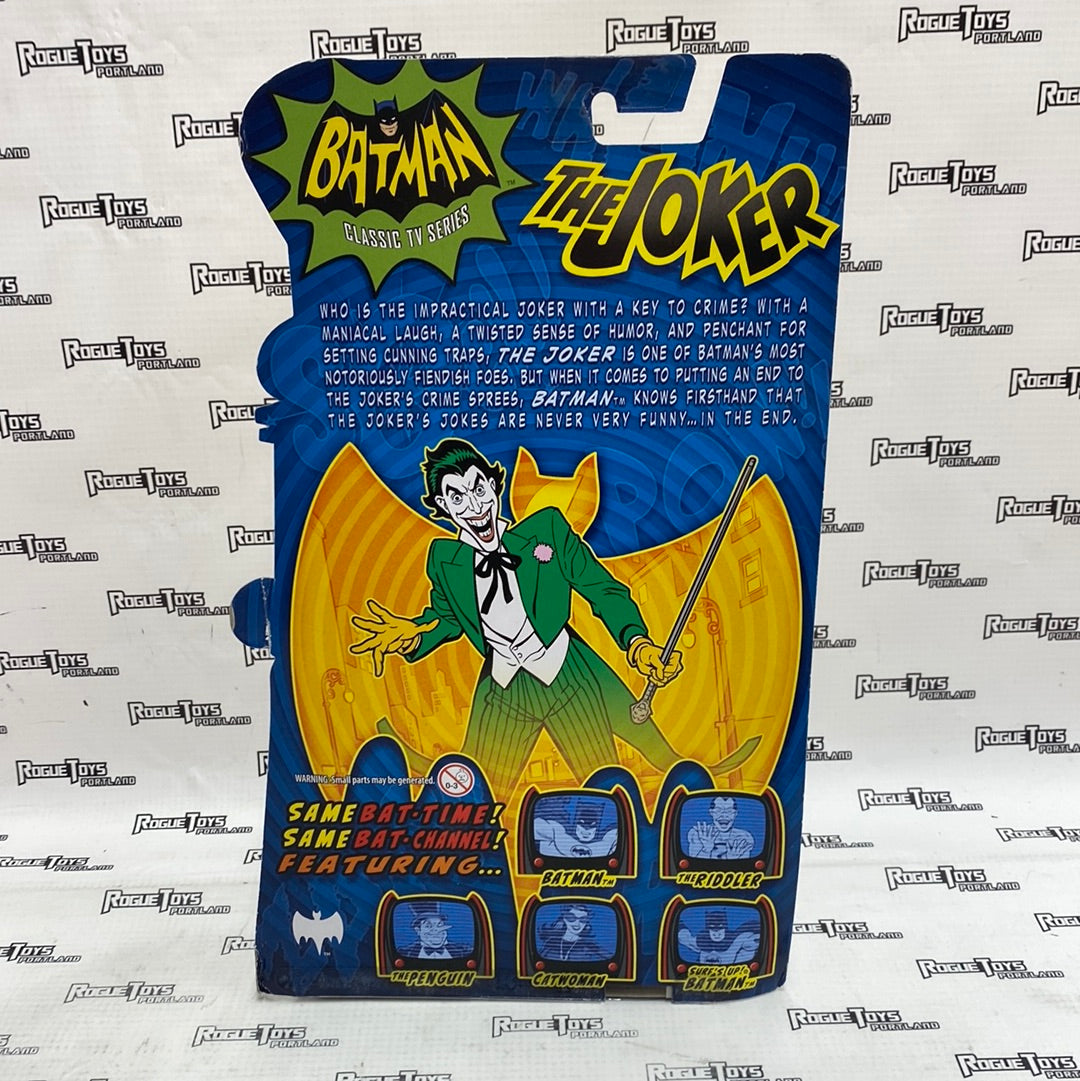 BATMAN™
CLASSIC TV SERIES
THE JOKER
WHO IS THE IMPRACTICAL JOKER WITH A KEY TO CRIME? WITH A
MANIACAL LAUGH, A TWISTED SENSE OF HUMOR, AND PENCHANT FOR
SETTING CUNNING TRAPS, THE JOKER IS ONE OF BATMAN'S MOST
NOTORIOUSLY FIENDISH FOES. BUT WHEN IT COMES TO PUTTING AN END TO
THE JOKER'S CRIME SPREES, BATMAN™ KNOWS FIRSTHAND THAT
THE JOKER'S JOKES ARE NEVER VERY FUNNY...IN THE END.
POW!
WARNING: Small parts may be generated.
0-3
SAME BAT-TIME!
SAME BAT-CHANNEL!
FEATURING...
BATMAN™
THE RIDDLER
THE PENGUIN
CATWOMAN
SURF'S UP!
BATMAN™
™
ROGUE TOYS
PORTLAND